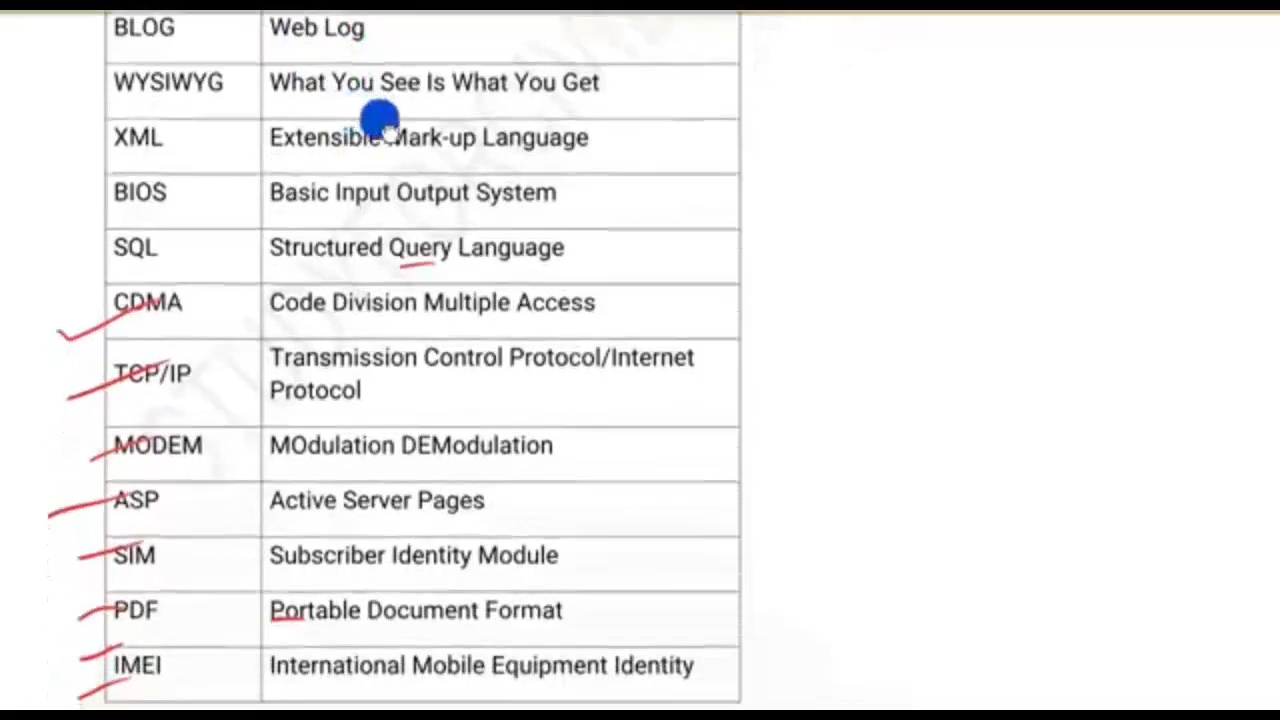 BLOG Web Log
WYSIWYG What You See Is What You Get
XML Extensible Mark-up Language
BIOS Basic Input Output System
SQL Structured Query Language
CDMA Code Division Multiple Access
TCP/IP Transmission Control Protocol/Internet
Protocol
MODEM MOdulation DEModulation
ASP Active Server Pages
SIM Subscriber Identity Module
PDF Portable Document Format
IMEI International Mobile Equipment Identity